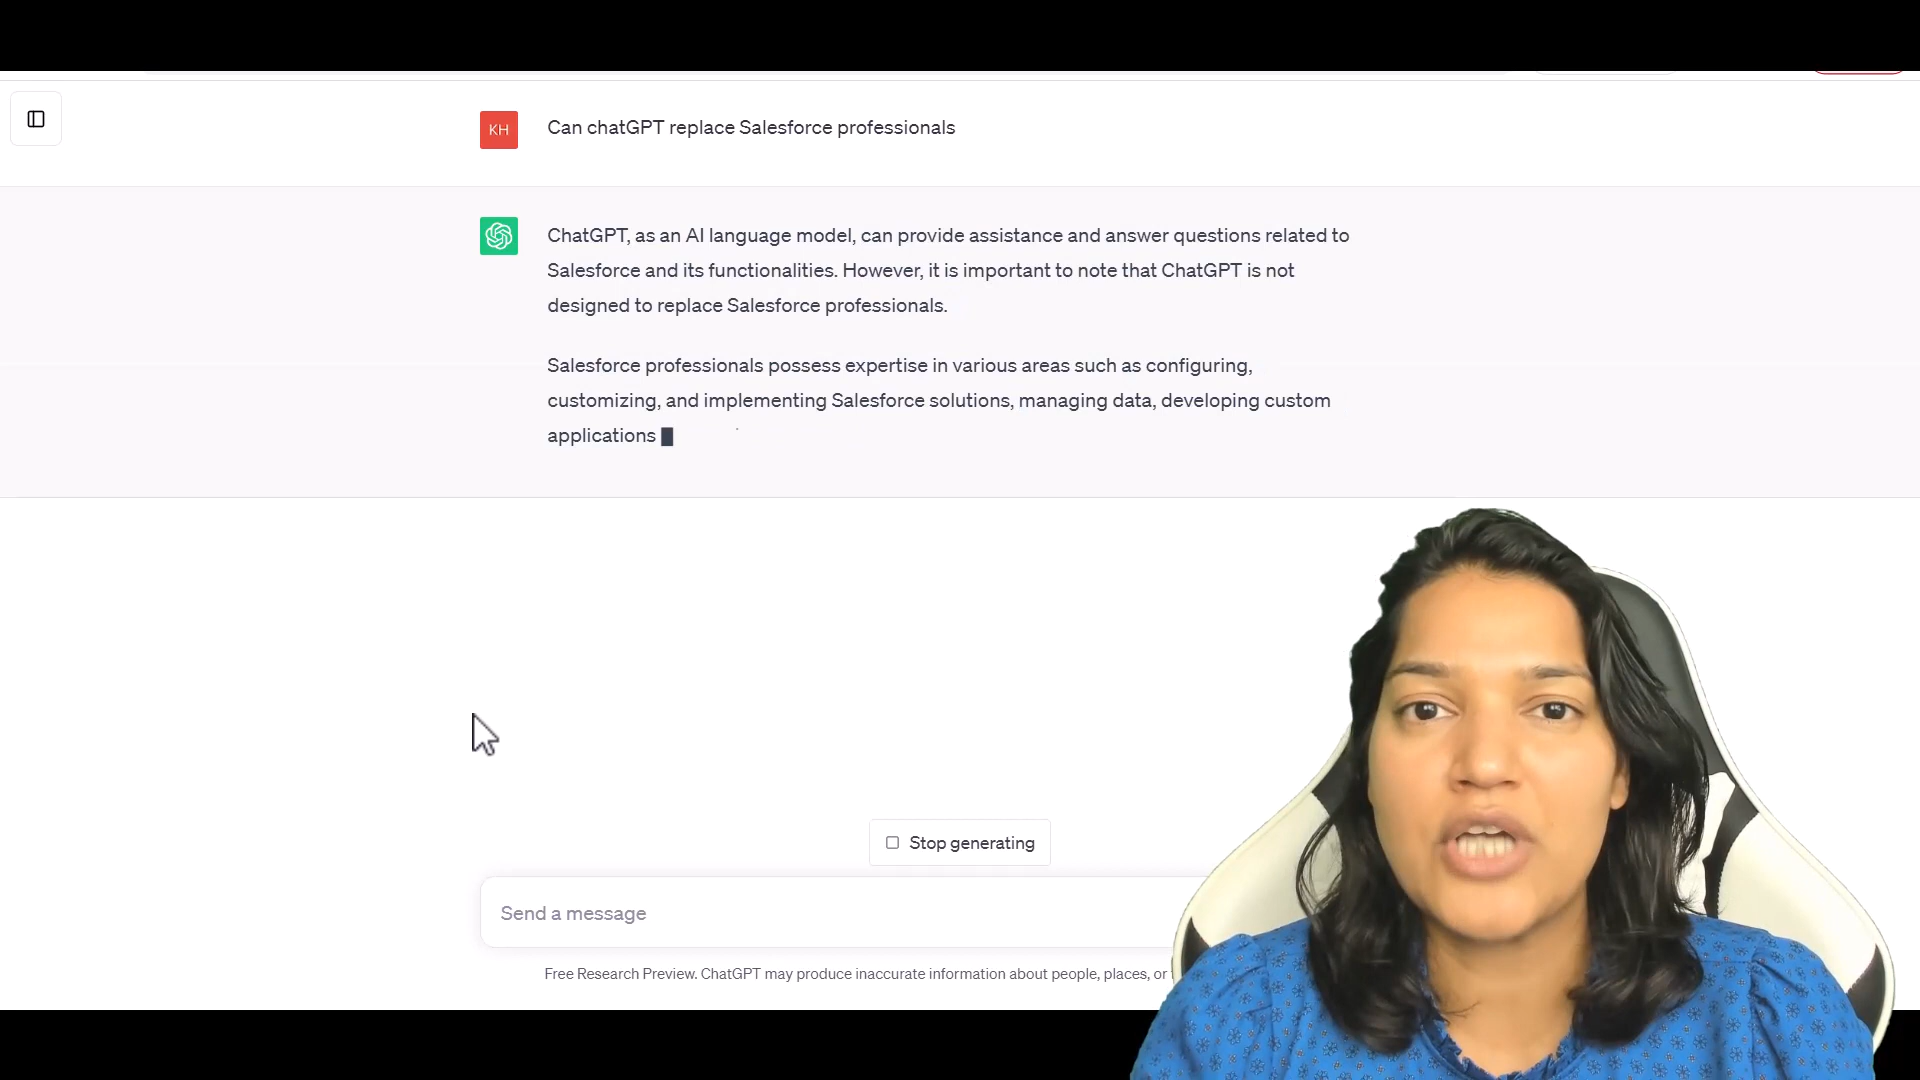 KH
Can chatGPT replace Salesforce professionals
ChatGPT, as an AI language model, can provide assistance and answer questions related to
Salesforce and its functionalities. However, it is important to note that ChatGPT is not
designed to replace Salesforce professionals.
Salesforce professionals possess expertise in various areas such as configuring,
customizing, and implementing Salesforce solutions, managing data, developing custom
applications
Stop generating
Send a message
Free Research Preview. ChatGPT may produce inaccurate information about people, places, or